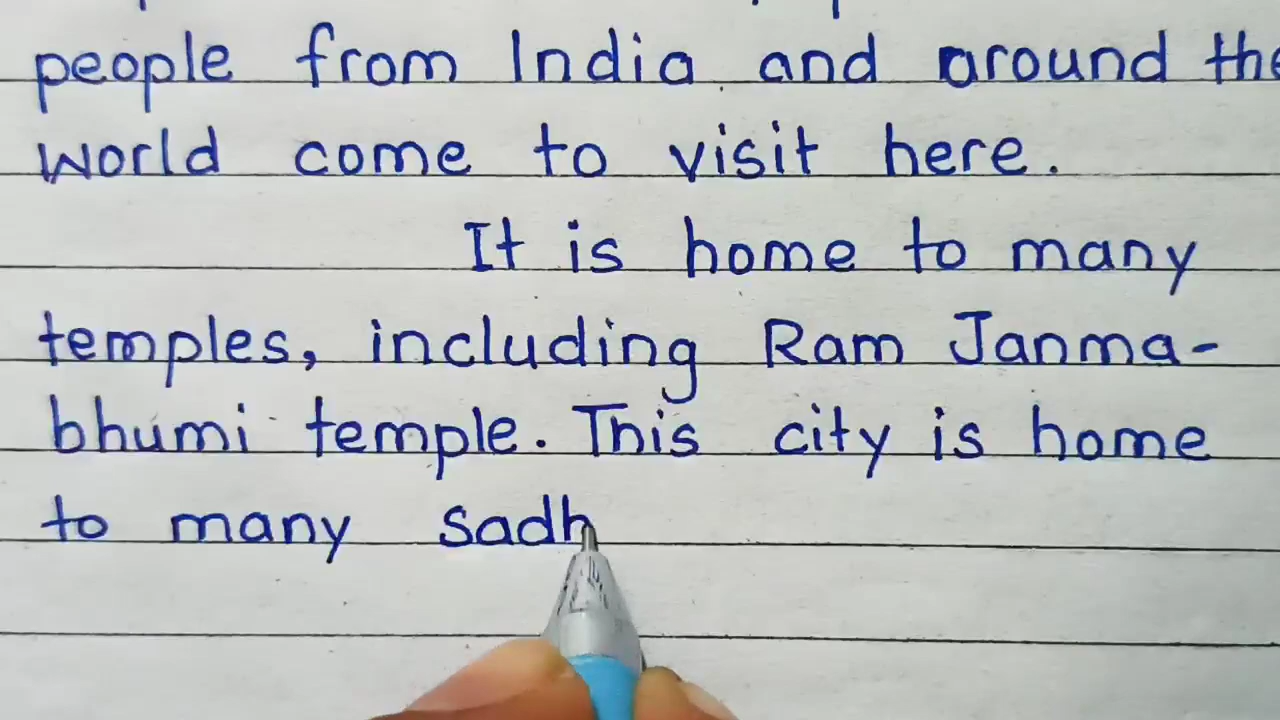 people from India and around the
world come to visit here.
It is home to many
temples, including Ram Janma-
bhumi temple. This city is home
to many sadh